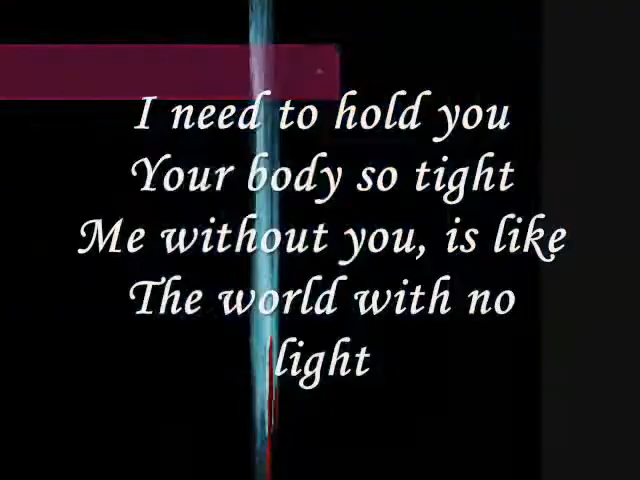 I need to hold you
Your body so tight
Me without you, is like
The world with no
light